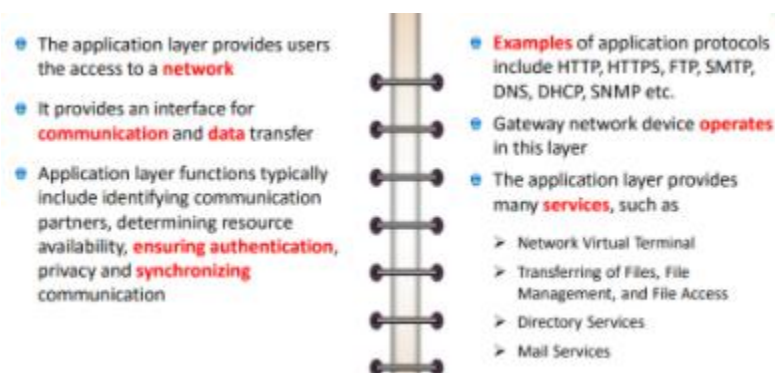 The application layer provides users
the access to a network
It provides an interface for
communication and data transfer
Application layer functions typically
include identifying communication
partners, determining resource
availability, ensuring authentication,
privacy and synchronizing
communication
Examples of application protocols
include HTTP, HTTPS, FTP, SMTP,
DNS, DHCP, SNMP etc.
Gateway network device operates
in this layer
The application layer provides
many services, such as
Network Virtual Terminal
Transferring of Files, File
Management, and File Access
Directory Services
Mail Services